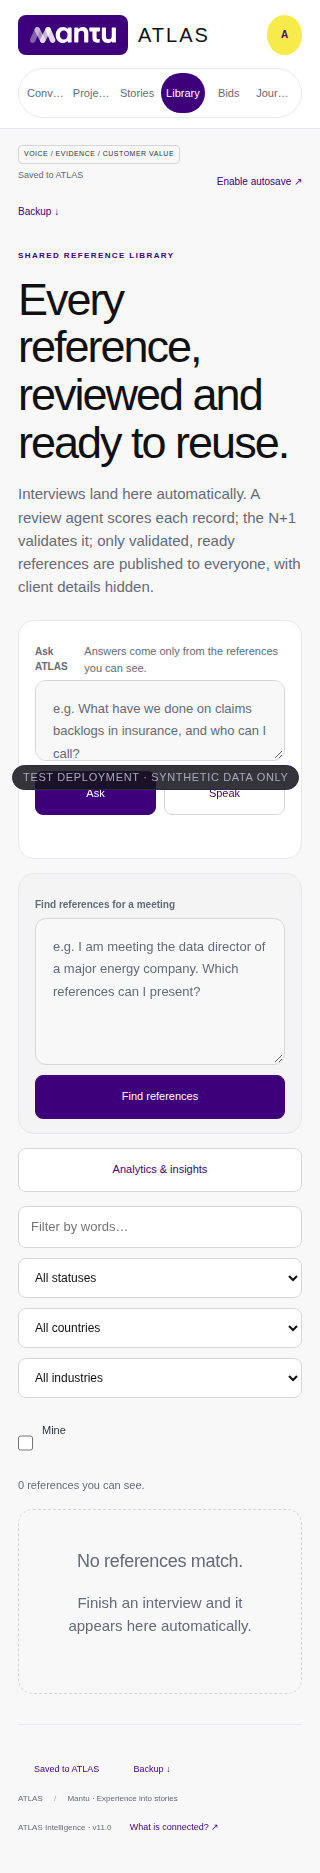 mantu ATLAS A
Conv… Proje… Stories Library Bids Jour…
VOICE / EVIDENCE / CUSTOMER VALUE
Saved to ATLAS
Enable autosave ↗
Backup ↓
SHARED REFERENCE LIBRARY
Every
reference,
reviewed and
ready to reuse.
Interviews land here automatically. A
review agent scores each record; the N+1
validates it; only validated, ready
references are published to everyone, with
client details hidden.
Ask
ATLAS
Answers come only from the references
you can see.
e.g. What have we done on claims
backlogs in insurance, and who can I
call?
TEST DEPLOYMENT · SYNTHETIC DATA ONLY
Ask Speak
Find references for a meeting
e.g. I am meeting the data director of
a major energy company. Which
references can I present?
Find references
Analytics & insights
Filter by words…
All statuses
All countries
All industries
Mine
0 references you can see.
No references match.
Finish an interview and it
appears here automatically.
Saved to ATLAS Backup ↓
ATLAS / Mantu · Experience into stories
ATLAS Intelligence · v11.0 What is connected? ↗